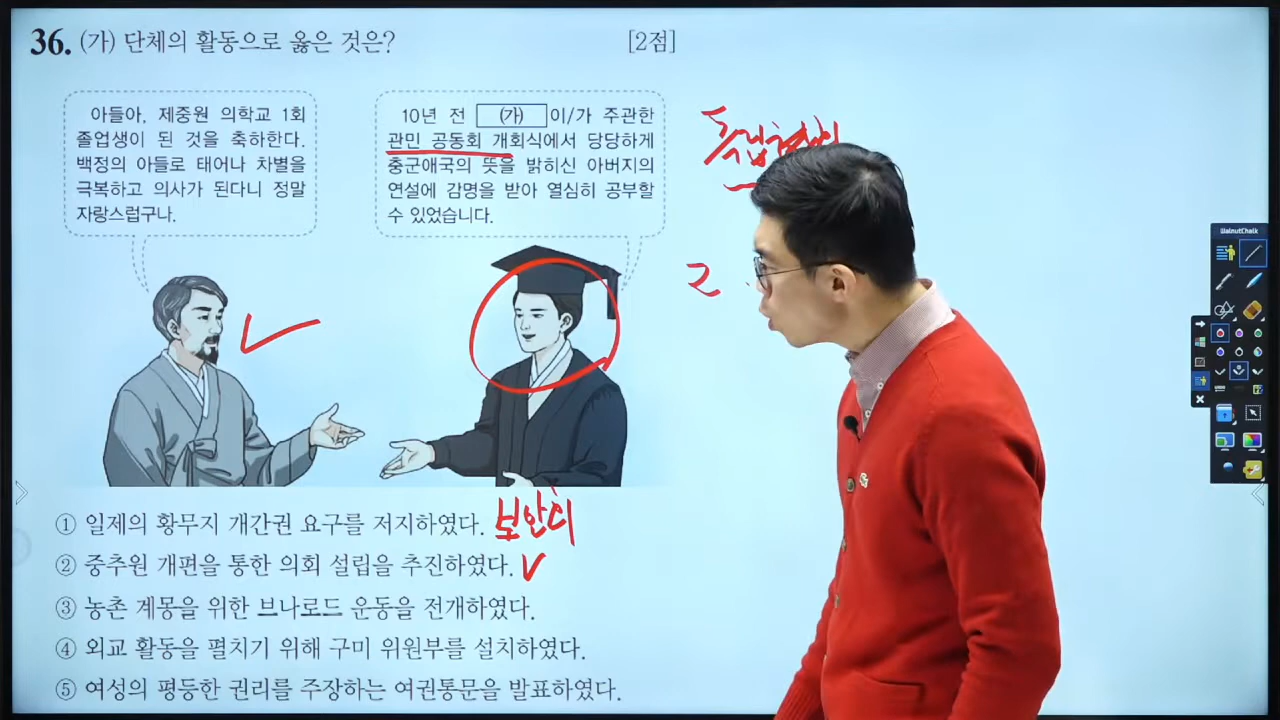 36. (가) 단체의 활동으로 옳은 것은? [2점]
아들아, 제중원 의학교 1회
졸업생이 된 것을 축하한다.
백정의 아들로 태어나 차별을
극복하고 의사가 된다니 정말
자랑스럽구나.
10년 전 (가) 이/가 주관한
관민 공동회 개회식에서 당당하게
충군애국의 뜻을 밝히신 아버지의
연설에 감명을 받아 열심히 공부할
수 있었습니다.
2
① 일제의 황무지 개간권 요구를 저지하였다. 보안회
② 중추원 개편을 통한 의회 설립을 추진하였다.
③ 농촌 계몽을 위한 브나로드 운동을 전개하였다.
④ 외교 활동을 펼치기 위해 구미 위원부를 설치하였다.
⑤ 여성의 평등한 권리를 주장하는 여권통문을 발표하였다.
WalnutChalk